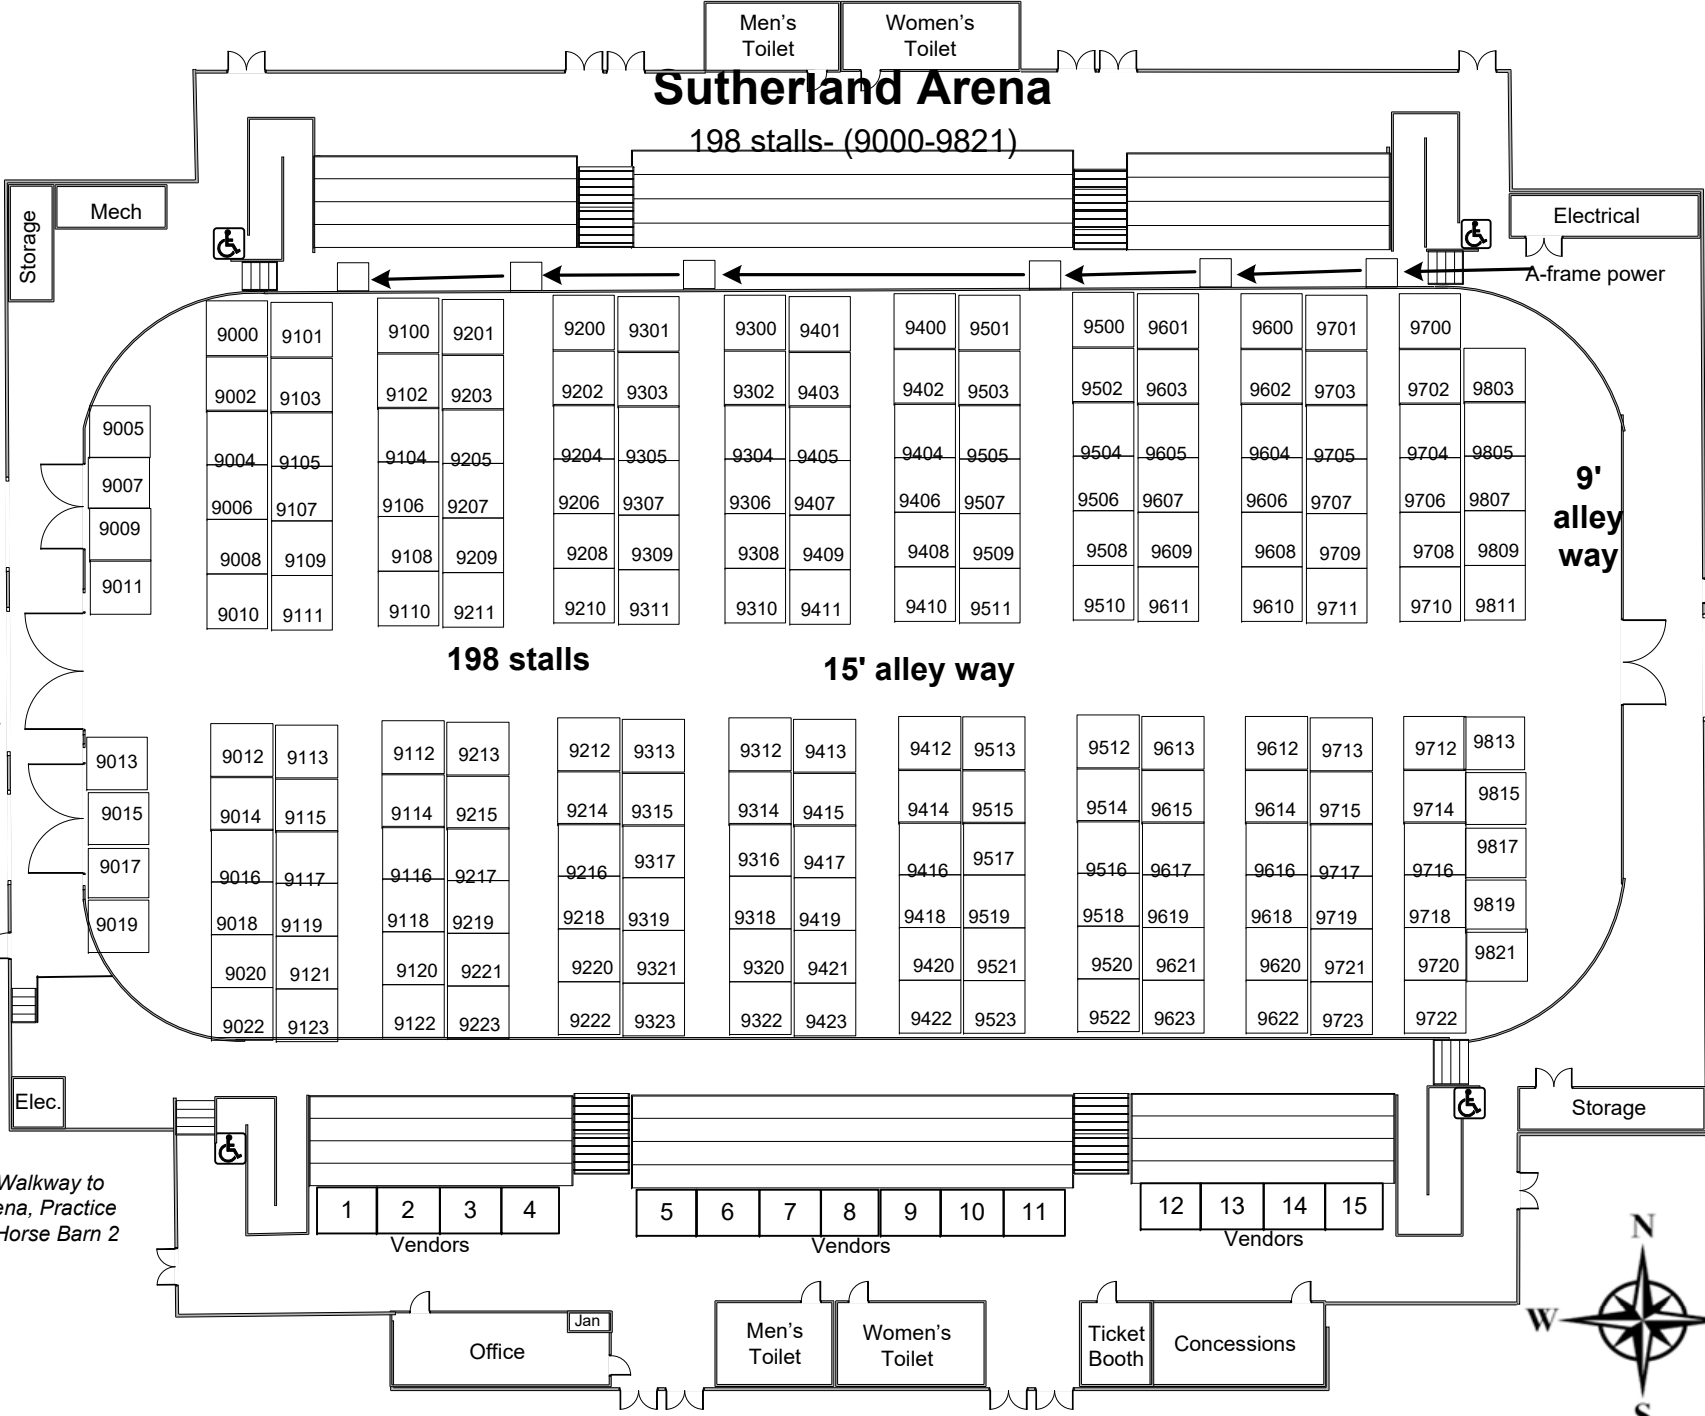 Men's
Toilet
Women's
Toilet
Sutherland Arena
198 stalls- (9000-9821)
Storage
Mech
Electrical
A-frame power
9000 9101 9100 9201 9200 9301 9300 9401 9400 9501 9500 9601 9600 9701 9700
9002 9103 9102 9203 9202 9303 9302 9403 9402 9503 9502 9603 9602 9703 9702 9803
9005
9004 9105 9104 9205 9204 9305 9304 9405 9404 9505 9504 9605 9604 9705 9704 9805
9007
9006 9107 9106 9207 9206 9307 9306 9407 9406 9507 9506 9607 9606 9707 9706 9807
9009
9008 9109 9108 9209 9208 9309 9308 9409 9408 9509 9508 9609 9608 9709 9708 9809
9011
9010 9111 9110 9211 9210 9311 9310 9411 9410 9511 9510 9611 9610 9711 9710 9811
9'
alley
way
198 stalls
15' alley way
9013
9012 9113 9112 9213 9212 9313 9312 9413 9412 9513 9512 9613 9612 9713 9712 9813
9015
9014 9115 9114 9215 9214 9315 9314 9415 9414 9515 9514 9615 9614 9715 9714 9815
9017
9016 9117 9116 9217 9216 9317 9316 9417 9416 9517 9516 9617 9616 9717 9716 9817
9019
9018 9119 9118 9219 9218 9319 9318 9419 9418 9519 9518 9619 9618 9719 9718 9819
9020 9121 9120 9221 9220 9321 9320 9421 9420 9521 9520 9621 9620 9721 9720 9821
9022 9123 9122 9223 9222 9323 9322 9423 9422 9523 9522 9623 9622 9723 9722
Elec.
Storage
Walkway to
ena, Practice
Horse Barn 2
1 2 3 4
Vendors
5 6 7 8 9 10 11
Vendors
12 13 14 15
Vendors
Jan
Office
Men's
Toilet
Women's
Toilet
Ticket
Booth
Concessions
N
W
S